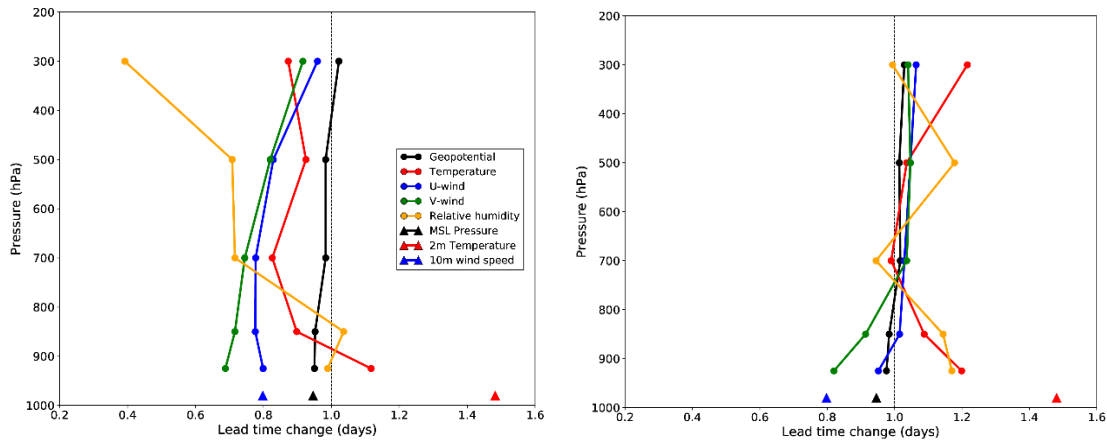 200
300
400
500
600
700
800
900
1000
Pressure (hPa)
0.2 0.4 0.6 0.8 1.0 1.2 1.4 1.6
Lead time change (days)
Geopotential
Temperature
U-wind
V-wind
Relative humidity
MSL Pressure
2m Temperature
10m wind speed
200
300
400
500
600
700
800
900
1000
Pressure (hPa)
0.2 0.4 0.6 0.8 1.0 1.2 1.4 1.6
Lead time change (days)